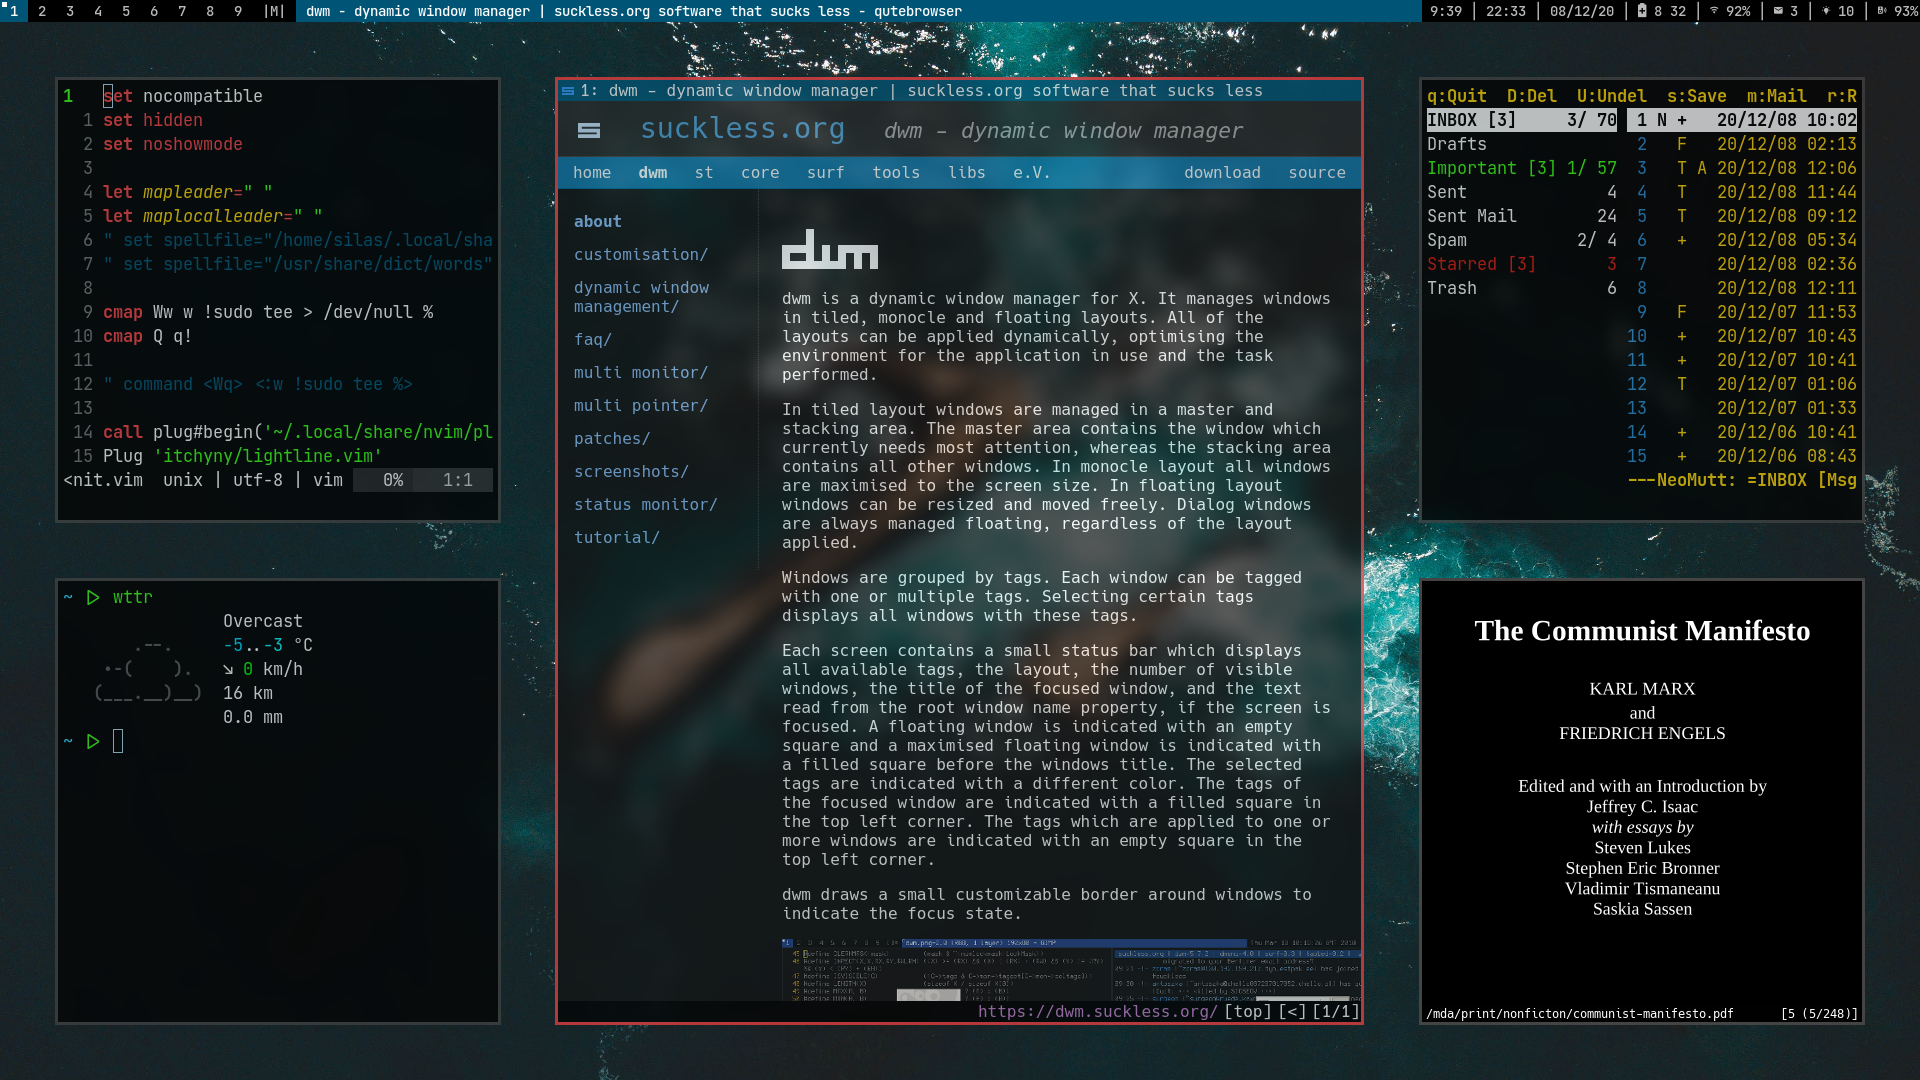 1 2 3 4 5 6 7 8 9 |M| dwm - dynamic window manager | suckless.org software that sucks less - qutebrowser 9:39 | 22:33 | 08/12/20 | 8 32 | 92% | 3 | 10 | 93%
1 set nocompatible
1 set hidden
2 set noshowmode
3
4 let mapleader=" "
5 let maplocalleader=" "
6 " set spellfile="/home/silas/.local/sha
7 " set spellfile="/usr/share/dict/words"
8
9 cmap Ww w !sudo tee > /dev/null %
10 cmap Q q!
11
12 " command <Wq> <:w !sudo tee %>
13
14 call plug#begin('~/.local/share/nvim/pl
15 Plug 'itchyny/lightline.vim'
<nit.vim unix | utf-8 | vim 0% 1:1
~ ▷ wttr
Overcast
.--. -5..-3 °C
.-( ). ↘ 0 km/h
(___.__)__) 16 km
0.0 mm
~ ▷
1: dwm - dynamic window manager | suckless.org software that sucks less
suckless.org dwm - dynamic window manager
home dwm st core surf tools libs e.V. download source
about
customisation/
dynamic window
management/
faq/
multi monitor/
multi pointer/
patches/
screenshots/
status monitor/
tutorial/
dwm
dwm is a dynamic window manager for X. It manages windows
in tiled, monocle and floating layouts. All of the
layouts can be applied dynamically, optimising the
environment for the application in use and the task
performed.
In tiled layout windows are managed in a master and
stacking area. The master area contains the window which
currently needs most attention, whereas the stacking area
contains all other windows. In monocle layout all windows
are maximised to the screen size. In floating layout
windows can be resized and moved freely. Dialog windows
are always managed floating, regardless of the layout
applied.
Windows are grouped by tags. Each window can be tagged
with one or multiple tags. Selecting certain tags
displays all windows with these tags.
Each screen contains a small status bar which displays
all available tags, the layout, the number of visible
windows, the title of the focused window, and the text
read from the root window name property, if the screen is
focused. A floating window is indicated with an empty
square and a maximised floating window is indicated with
a filled square before the windows title. The selected
tags are indicated with a different color. The tags of
the focused window are indicated with a filled square in
the top left corner. The tags which are applied to one or
more windows are indicated with an empty square in the
top left corner.
dwm draws a small customizable border around windows to
indicate the focus state.
https://dwm.suckless.org/ [top] [<] [1/1]
q:Quit D:Del U:Undel s:Save m:Mail r:R
INBOX [3] 3/ 70 1 N + 20/12/08 10:02
Drafts 2 F 20/12/08 02:13
Important [3] 1/ 57 3 T A 20/12/08 12:06
Sent 4 4 T 20/12/08 11:44
Sent Mail 24 5 T 20/12/08 09:12
Spam 2/ 4 6 + 20/12/08 05:34
Starred [3] 3 7 20/12/08 02:36
Trash 6 8 20/12/08 12:11
9 F 20/12/07 11:53
10 + 20/12/07 10:43
11 + 20/12/07 10:41
12 T 20/12/07 01:06
13 20/12/07 01:33
14 + 20/12/06 10:41
15 + 20/12/06 08:43
---NeoMutt: =INBOX [Msg
The Communist Manifesto
KARL MARX
and
FRIEDRICH ENGELS
Edited and with an Introduction by
Jeffrey C. Isaac
with essays by
Steven Lukes
Stephen Eric Bronner
Vladimir Tismaneanu
Saskia Sassen
/mda/print/nonficton/communist-manifesto.pdf [5 (5/248)]